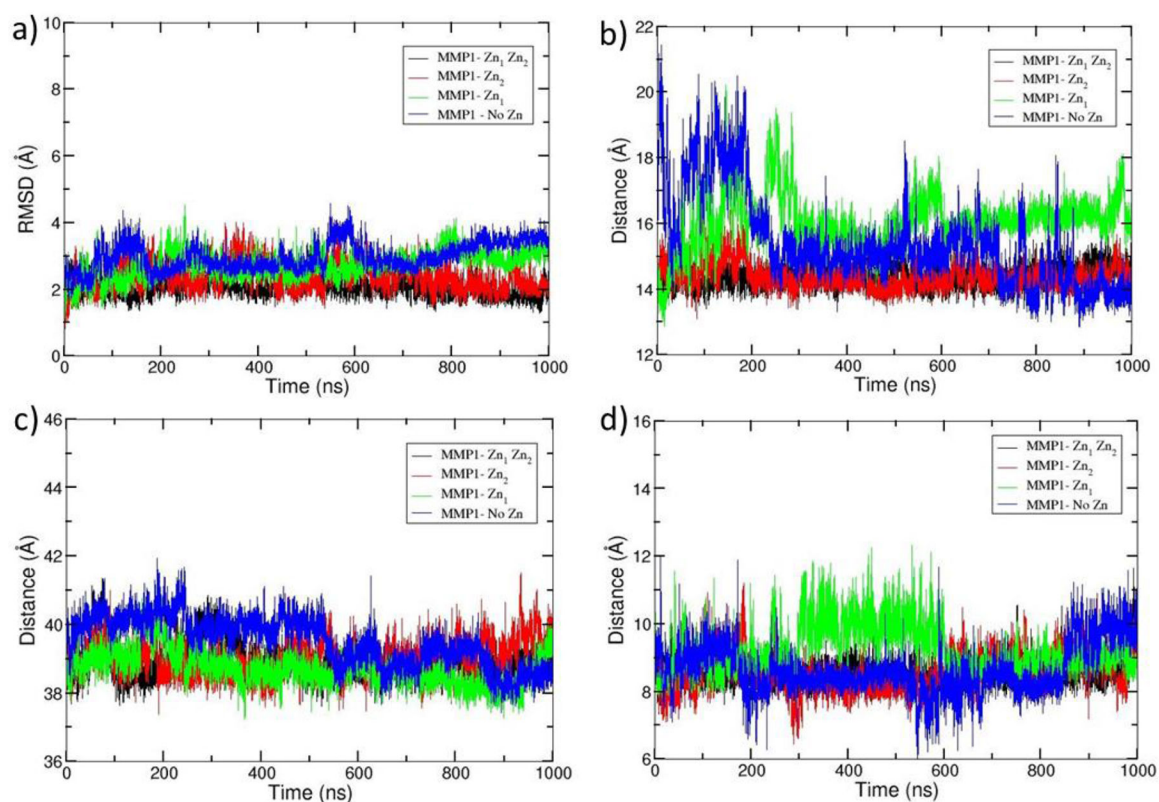 a)
10
8
6
4
2
0
RMSD (Å)
MMP1- Zn₁ Zn₂
MMP1- Zn₂
MMP1- Zn₁
MMP1 - No Zn
0 200 400 600 800 1000
Time (ns)
b)
22
20
18
16
14
12
Distance (Å)
MMP1- Zn₁ Zn₂
MMP1- Zn₂
MMP1- Zn₁
MMP1- No Zn
0 200 400 600 800 1000
Time (ns)
c)
46
44
42
40
38
36
Distance (Å)
MMP1- Zn₁ Zn₂
MMP1- Zn₂
MMP1- Zn₁
MMP1- No Zn
0 200 400 600 800 1000
Time (ns)
d)
16
14
12
10
8
6
Distance (Å)
MMP1- Zn₁ Zn₂
MMP1- Zn₂
MMP1- Zn₁
MMP1- No Zn
0 200 400 600 800 1000
Time (ns)